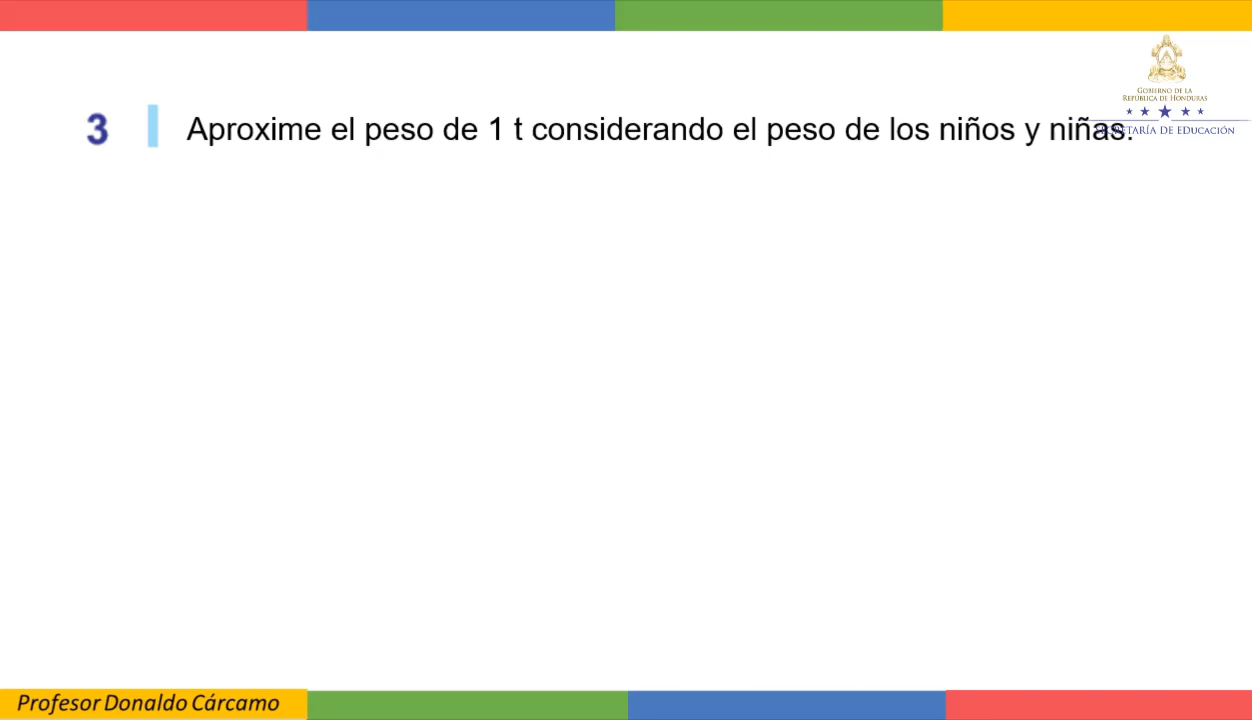 GOBIERNO DE LA
REPÚBLICA DE HONDURAS
3 Aproxime el peso de 1 t considerando el peso de los niños y niñas.
SECRETARÍA DE EDUCACIÓN
Profesor Donaldo Cárcamo